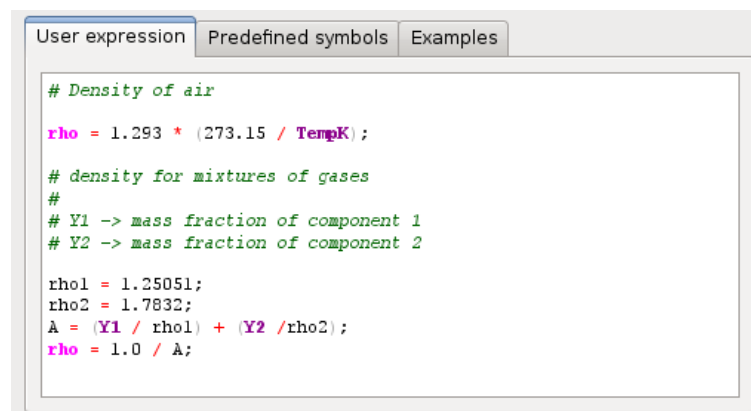 User expression Predefined symbols Examples
# Density of air
rho = 1.293 * (273.15 / TempK);
# density for mixtures of gases
#
# Y1 -> mass fraction of component 1
# Y2 -> mass fraction of component 2
rho1 = 1.25051;
rho2 = 1.7832;
A = (Y1 / rho1) + (Y2 /rho2);
rho = 1.0 / A;